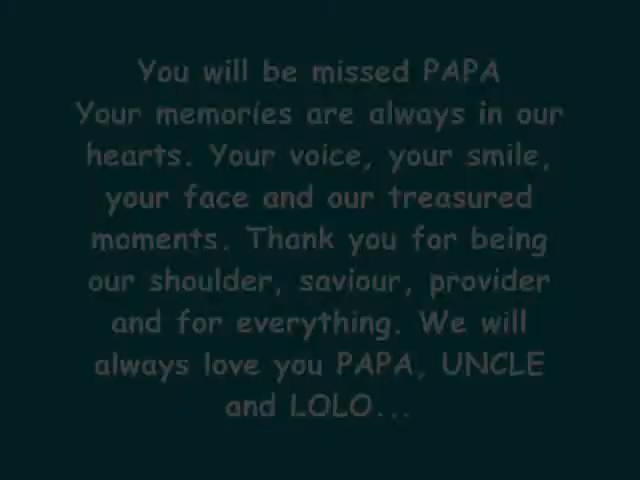 You will be missed PAPA
Your memories are always in our
hearts. Your voice, your smile,
your face and our treasured
moments. Thank you for being
our shoulder, saviour, provider
and for everything. We will
always love you PAPA, UNCLE
and LOLO...